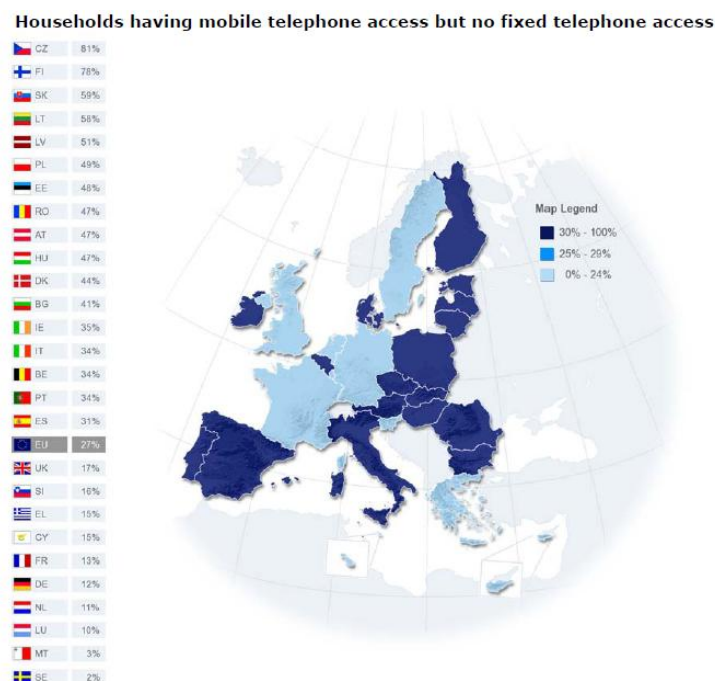 Households having mobile telephone access but no fixed telephone access
CZ 81%
FI 78%
SK 59%
LT 58%
LV 51%
PL 49%
EE 48%
RO 47%
AT 47%
HU 47%
DK 44%
BG 41%
IE 35%
IT 34%
BE 34%
PT 34%
ES 31%
EU 27%
UK 17%
SI 16%
EL 15%
CY 15%
FR 13%
DE 12%
NL 11%
LU 10%
MT 3%
SE 2%
Map Legend
30% - 100%
25% - 29%
0% - 24%